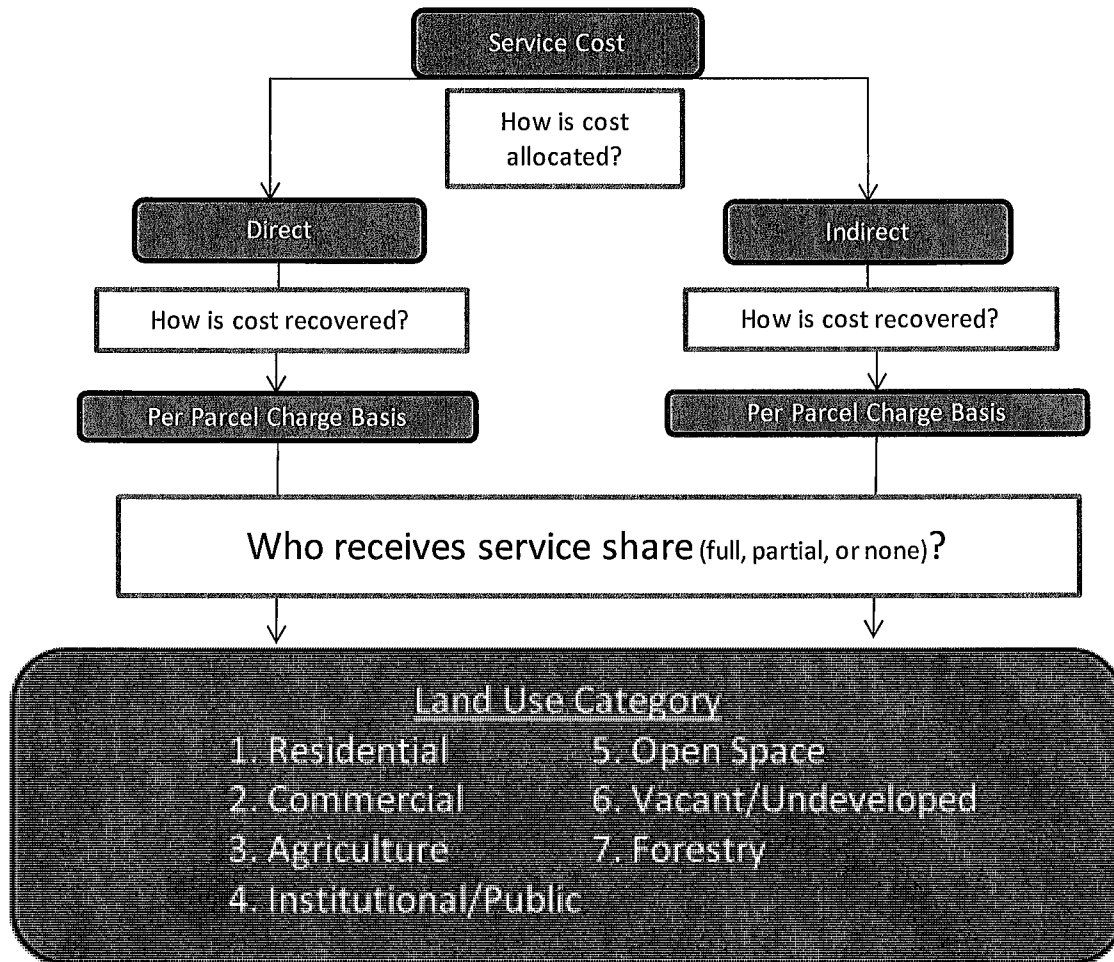 Service Cost
How is cost
allocated?
Direct
Indirect
How is cost recovered?
How is cost recovered?
Per Parcel Charge Basis
Per Parcel Charge Basis
Who receives service share (full, partial, or none)?
Land Use Category
1. Residential
2. Commercial
3. Agriculture
4. Institutional/Public
5. Open Space
6. Vacant/Undeveloped
7. Forestry